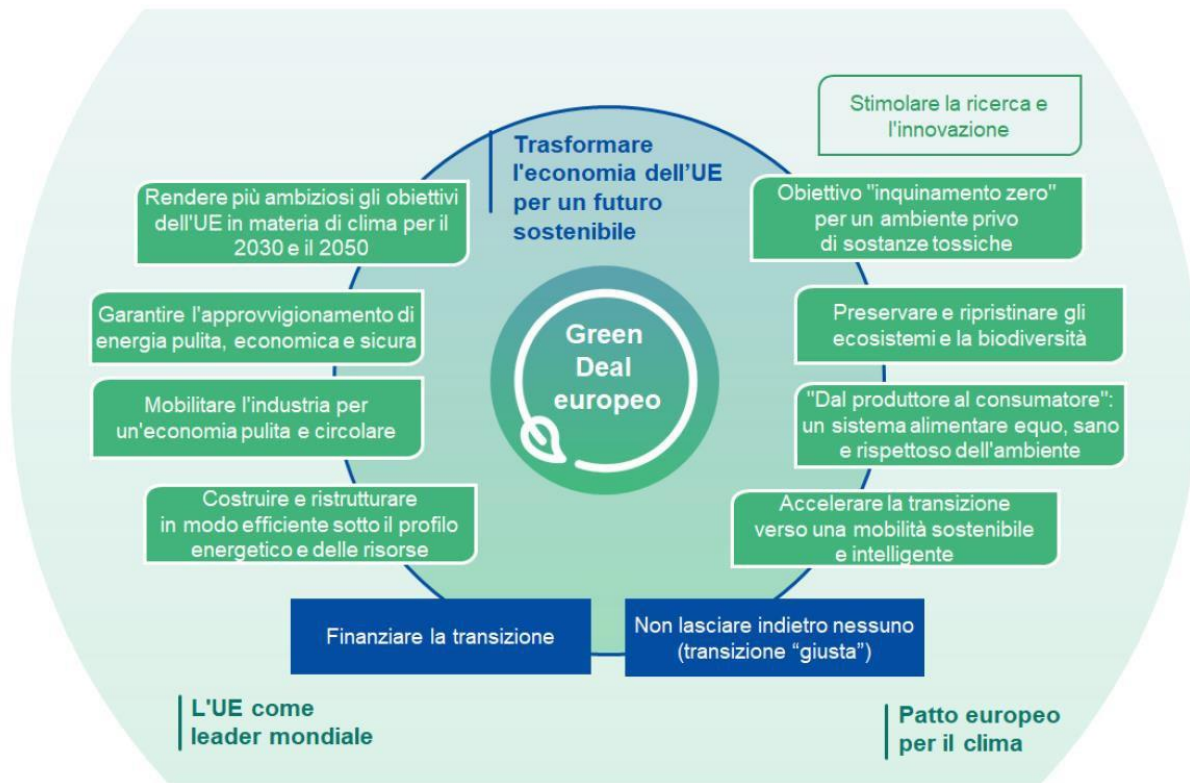 Stimolare la ricerca e
l'innovazione
Trasformare
l'economia dell'UE
per un futuro
sostenibile
Rendere più ambiziosi gli obiettivi
dell'UE in materia di clima per il
2030 e il 2050
Obiettivo "inquinamento zero"
per un ambiente privo
di sostanze tossiche
Garantire l'approvvigionamento di
energia pulita, economica e sicura
Green
Deal
europeo
Preservare e ripristinare gli
ecosistemi e la biodiversità
Mobilitare l'industria per
un'economia pulita e circolare
"Dal produttore al consumatore":
un sistema alimentare equo, sano
e rispettoso dell'ambiente
Costruire e ristrutturare
in modo efficiente sotto il profilo
energetico e delle risorse
Accelerare la transizione
verso una mobilità sostenibile
e intelligente
Finanziare la transizione
Non lasciare indietro nessuno
(transizione “giusta”)
L'UE come
leader mondiale
Patto europeo
per il clima